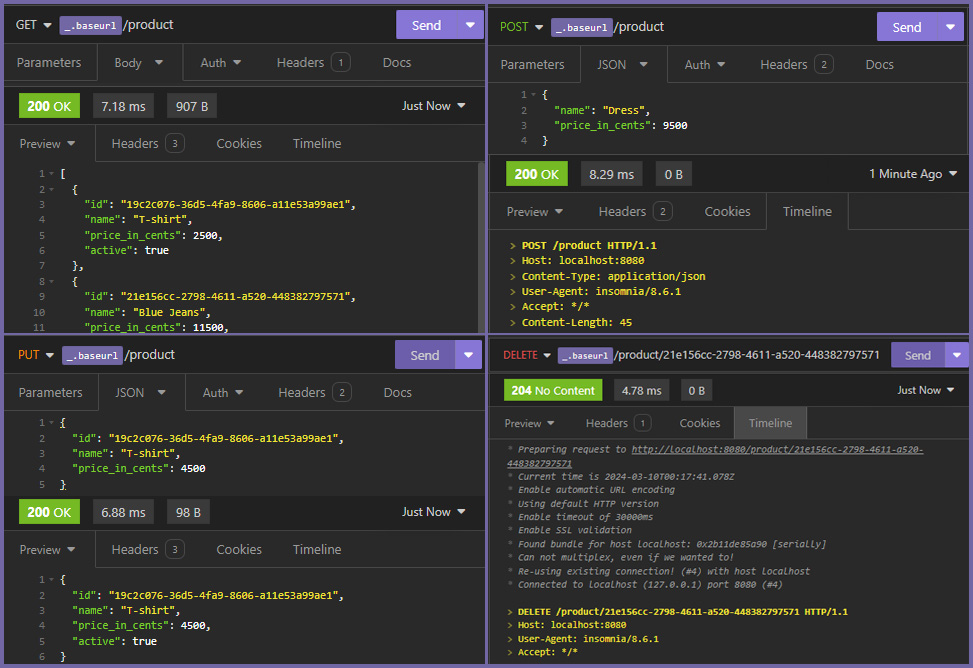 GET _.baseurl /product Send
Parameters Body Auth Headers 1 Docs
200 OK 7.18 ms 907 B Just Now
Preview Headers 3 Cookies Timeline
1 [
2 {
3 "id": "19c2c076-36d5-4fa9-8606-a11e53a99ae1",
4 "name": "T-shirt",
5 "price_in_cents": 2500,
6 "active": true
7 },
8 {
9 "id": "21e156cc-2798-4611-a520-448382797571",
10 "name": "Blue Jeans",
11 "price_in_cents": 11500,
POST _.baseurl /product Send
Parameters JSON Auth Headers 2 Docs
1 {
2 "name": "Dress",
3 "price_in_cents": 9500
4 }
200 OK 8.29 ms 0 B 1 Minute Ago
Preview Headers 2 Cookies Timeline
> POST /product HTTP/1.1
> Host: localhost:8080
> Content-Type: application/json
> User-Agent: insomnia/8.6.1
> Accept: */*
> Content-Length: 45
PUT _.baseurl /product Send
Parameters JSON Auth Headers 2 Docs
1 {
2 "id": "19c2c076-36d5-4fa9-8606-a11e53a99ae1",
3 "name": "T-shirt",
4 "price_in_cents": 4500
5 }
200 OK 6.88 ms 98 B Just Now
Preview Headers 3 Cookies Timeline
1 {
2 "id": "19c2c076-36d5-4fa9-8606-a11e53a99ae1",
3 "name": "T-shirt",
4 "price_in_cents": 4500,
5 "active": true
6 }
DELETE _.baseurl /product/21e156cc-2798-4611-a520-448382797571 Send
204 No Content 4.78 ms 0 B Just Now
Preview Headers 1 Cookies Timeline
* Preparing request to http://localhost:8080/product/21e156cc-2798-4611-a520-
448382797571
* Current time is 2024-03-10T00:17:41.078Z
* Enable automatic URL encoding
* Using default HTTP version
* Enable timeout of 30000ms
* Enable SSL validation
* Found bundle for host localhost: 0x2b11de85a90 [serially]
* Can not multiplex, even if we wanted to!
* Re-using existing connection! (#4) with host localhost
* Connected to localhost (127.0.0.1) port 8080 (#4)
> DELETE /product/21e156cc-2798-4611-a520-448382797571 HTTP/1.1
> Host: localhost:8080
> User-Agent: insomnia/8.6.1
> Accept: */*